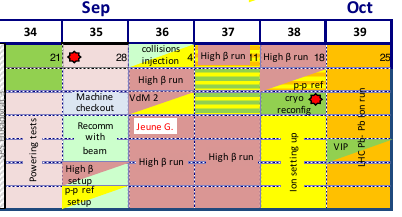 Sep Oct
34 35 36 37 38 39
21 28 collisions injection 4 High β run 11 High β run 18 25
High β run p-p ref
Machine checkout VdM 2 cryo reconfig
Powering tests Recomm with beam Jeune G. Ion setting up LHC Pb - Pb Ion run
VIP
High β setup High β run High β run
p-p ref setup